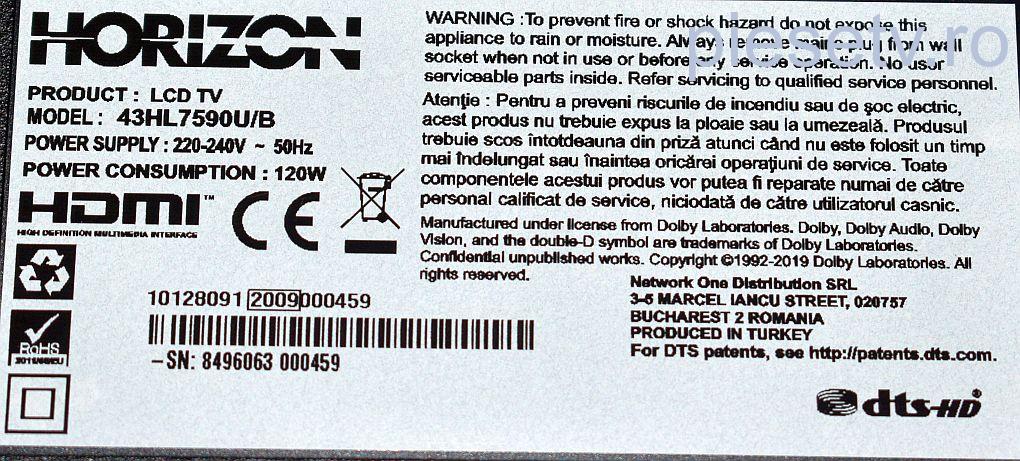 HORIZON
PRODUCT : LCD TV
MODEL : 43HL7590U/B
POWER SUPPLY : 220-240V ~ 50Hz
POWER CONSUMPTION : 120W
HDMI™
HIGH DEFINITION MULTIMEDIA INTERFACE
CE
RoHS
10128091 2009000459
-SN: 8496063 000459
WARNING :To prevent fire or shock hazard do not expose this
appliance to rain or moisture. Always remote mains plug from wall
socket when not in use or before any service operation. No user
serviceable parts inside. Refer servicing to qualified service personnel.
piesetv.ro
Atenţie : Pentru a preveni riscurile de incendiu sau de şoc electric,
acest produs nu trebuie expus la ploaie sau la umezeală. Produsul
trebuie scos întotdeauna din priză atunci când nu este folosit un timp
mai îndelungat sau înaintea oricărei operaţiuni de service. Toate
componentele acestui produs vor putea fi reparate numai de către
personal calificat de service, niciodată de către utilizatorul casnic.
Manufactured under license from Dolby Laboratories. Dolby, Dolby Audio, Dolby
Vision, and the double-D symbol are trademarks of Dolby Laboratories.
Confidential unpublished works. Copyright ©1992-2019 Dolby Laboratories. All
rights reserved.
Network One Distribution SRL
3-5 MARCEL IANCU STREET, 020757
BUCHAREST 2 ROMANIA
PRODUCED IN TURKEY
For DTS patents, see http://patents.dts.com.
dts-HD®